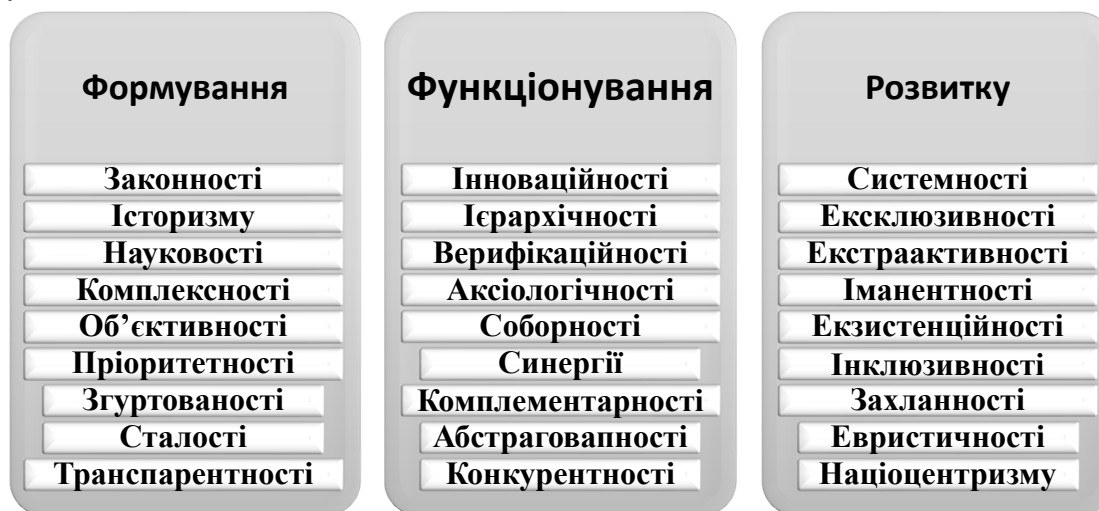 Формування
Законності
Історизму
Науковості
Комплексності
Об’єктивності
Пріоритетності
Згуртованості
Сталості
Транспарентності
Функціонування
Інноваційності
Ієрархічності
Верифікаційності
Аксіологічності
Соборності
Синергії
Комплементарності
Абстраговапності
Конкурентності
Розвитку
Системності
Ексклюзивності
Екстраактивності
Іманентності
Екзистенційності
Інклюзивності
Захланності
Евристичності
Націоцентризму